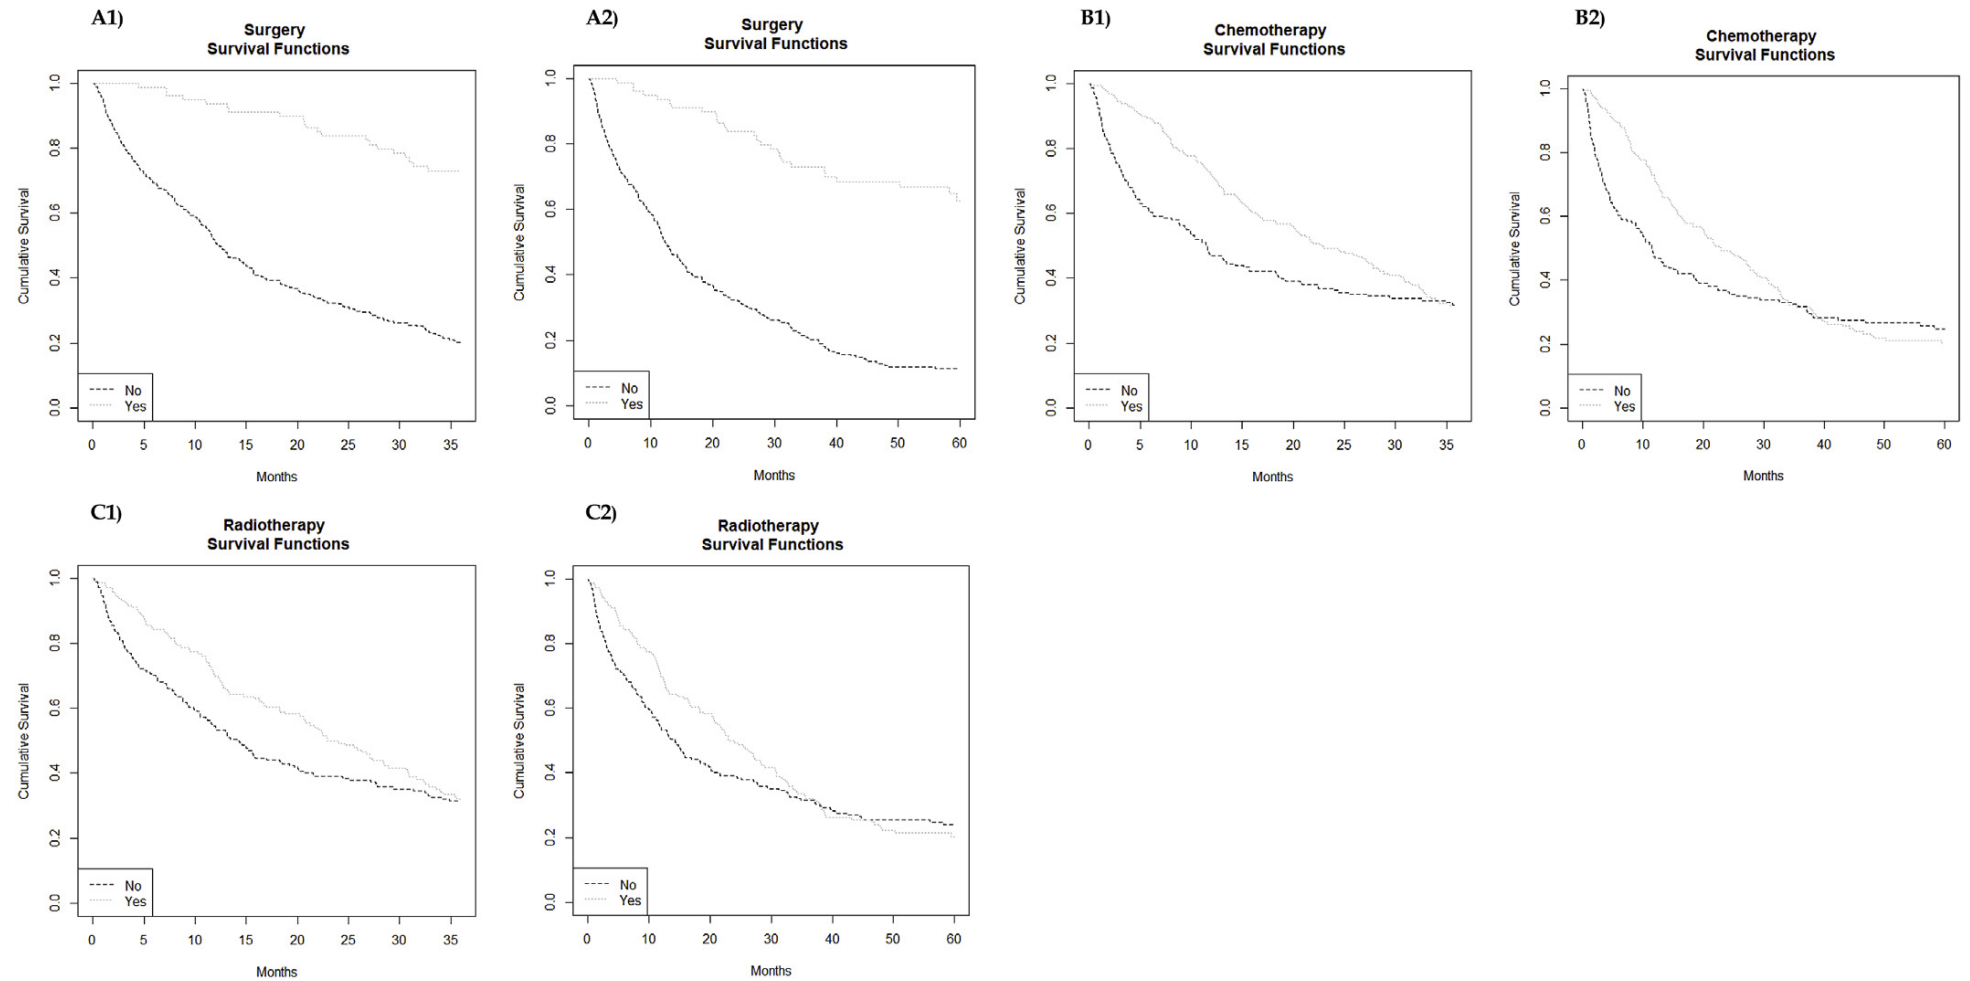 A1)
Surgery
Survival Functions
Cumulative Survival
1.0
0.8
0.6
0.4
0.2
0.0
No
Yes
0 5 10 15 20 25 30 35
Months
A2)
Surgery
Survival Functions
Cumulative Survival
1.0
0.8
0.6
0.4
0.2
0.0
No
Yes
0 10 20 30 40 50 60
Months
B1)
Chemotherapy
Survival Functions
Cumulative Survival
1.0
0.8
0.6
0.4
0.2
0.0
No
Yes
0 5 10 15 20 25 30 35
Months
B2)
Chemotherapy
Survival Functions
Cumulative Survival
1.0
0.8
0.6
0.4
0.2
0.0
No
Yes
0 10 20 30 40 50 60
Months
C1)
Radiotherapy
Survival Functions
Cumulative Survival
1.0
0.8
0.6
0.4
0.2
0.0
No
Yes
0 5 10 15 20 25 30 35
Months
C2)
Radiotherapy
Survival Functions
Cumulative Survival
1.0
0.8
0.6
0.4
0.2
0.0
No
Yes
0 10 20 30 40 50 60
Months